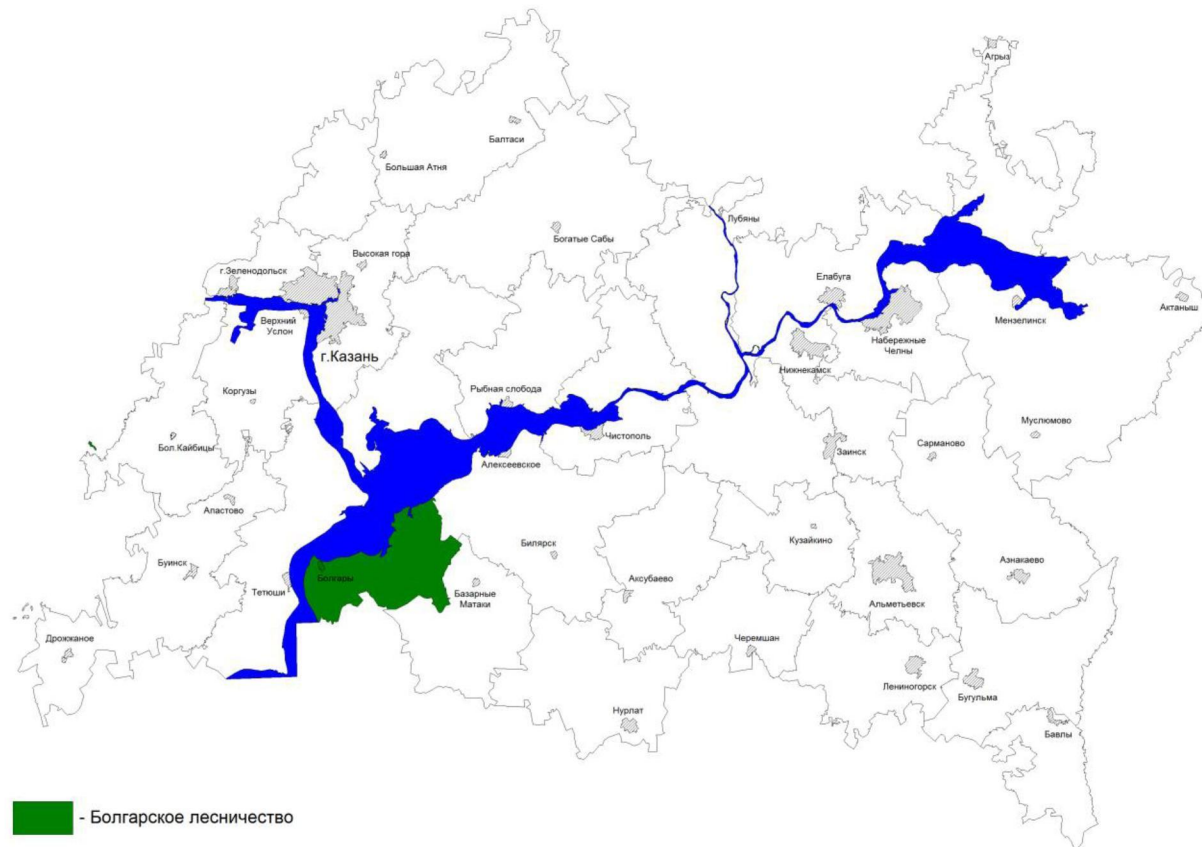 Агрыз
Балтаси
Большая Атня
Лубяны
Богатые Сабы
Высокая гора
г.Зеленодольск
Елабуга
Актаныш
Мензелинск
Верхний
Услон
Набережные
Челны
г.Казань
Нижнекамск
Рыбная слобода
Коргузы
Муслюмово
Чистополь
Бол.Кайбицы
Сарманово
Заинск
Алексеевское
Апастово
Кузайкино
Билярск
Буинск
Азнакаево
Болгары
Аксубаево
Тетюши
Базарные
Матаки
Альметьевск
Дрожжаное
Черемшан
Лениногорск
Бугульма
Нурлат
Бавлы
- Болгарское лесничество